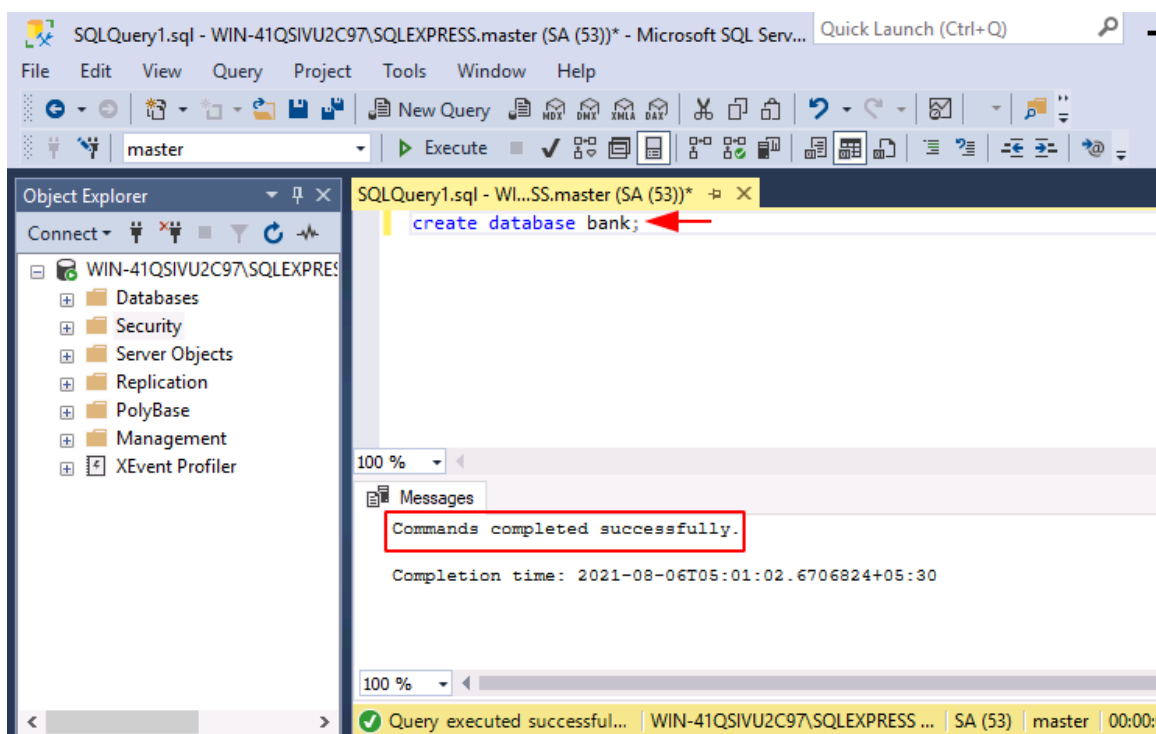 SQLQuery1.sql - WIN-41QSIVU2C97\SQLEXPRESS.master (SA (53))* - Microsoft SQL Serv...
Quick Launch (Ctrl+Q)
File Edit View Query Project Tools Window Help
New Query MDX DMX XMLA DAX
master
Execute
Object Explorer
Connect
WIN-41QSIVU2C97\SQLEXPRES
Databases
Security
Server Objects
Replication
PolyBase
Management
XEvent Profiler
SQLQuery1.sql - WI...SS.master (SA (53))*
create database bank;
100 %
Messages
Commands completed successfully.
Completion time: 2021-08-06T05:01:02.6706824+05:30
100 %
Query executed successful... WIN-41QSIVU2C97\SQLEXPRESS ... SA (53) master 00:00: